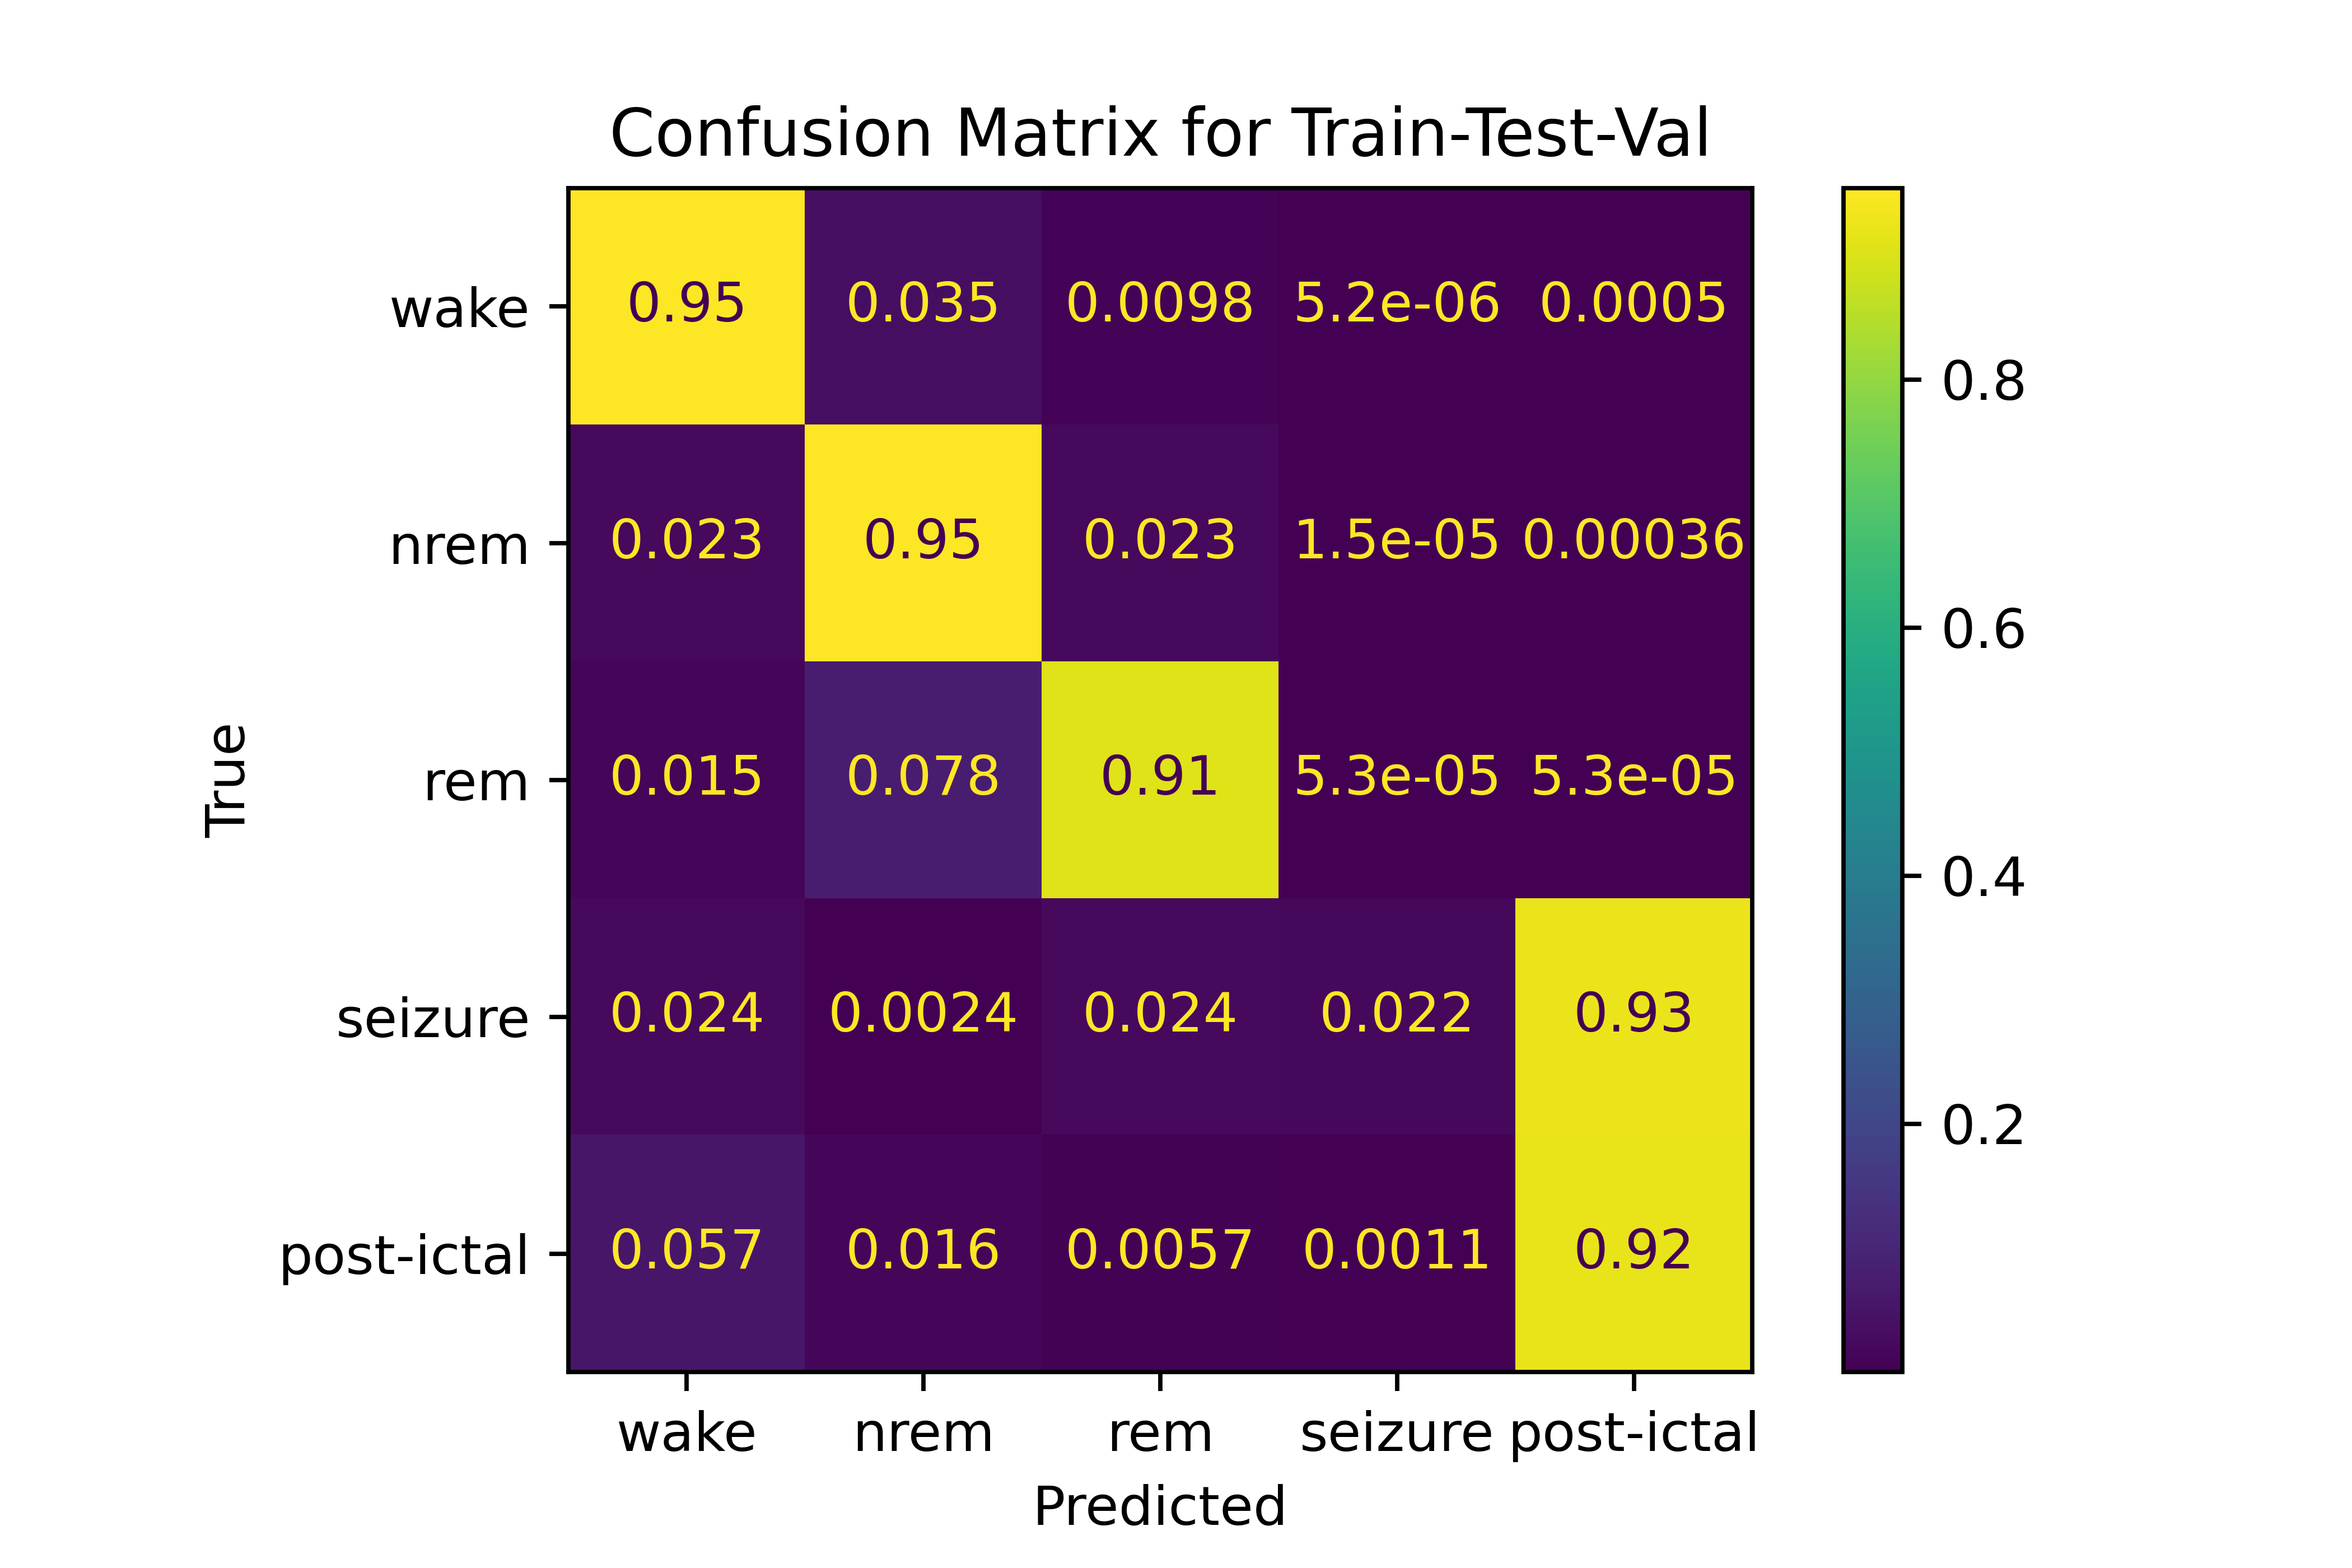 Confusion Matrix for Train-Test-Val
wake 0.95 0.035 0.0098 5.2e-06 0.0005
nrem 0.023 0.95 0.023 1.5e-05 0.00036
rem 0.015 0.078 0.91 5.3e-05 5.3e-05
seizure 0.024 0.0024 0.024 0.022 0.93
post-ictal 0.057 0.016 0.0057 0.0011 0.92
wake nrem rem seizure post-ictal
Predicted
True
0.8
0.6
0.4
0.2